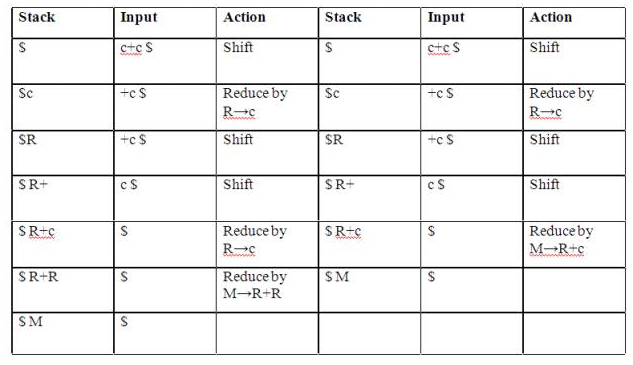 Stack Input Action Stack Input Action
$ c+c $ Shift $ c+c $ Shift
$c +c $ Reduce by $c +c $ Reduce by
R→c R→c
$R +c $ Shift $R +c $ Shift
$ R+ c $ Shift $ R+ c $ Shift
$ R+c $ Reduce by $ R+c $ Reduce by
R→c M→R+c
$ R+R $ Reduce by $ M $
M→R+R
$ M $